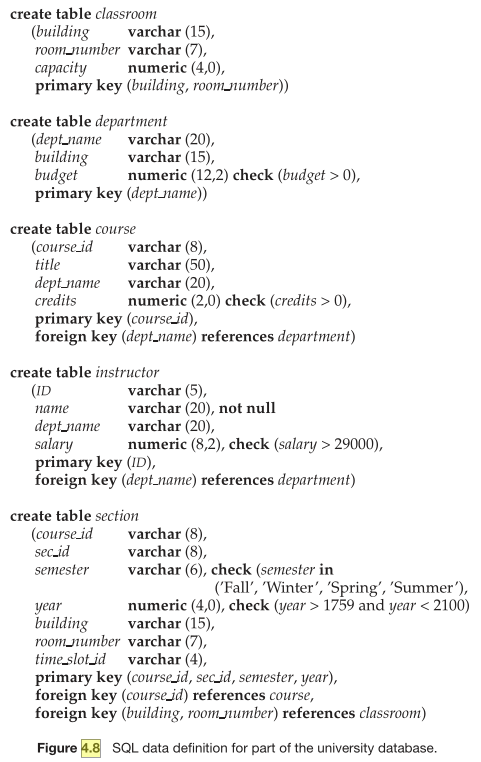 create table classroom
(building varchar (15),
room_number varchar (7),
capacity numeric (4,0),
primary key (building, room_number))
create table department
(dept_name varchar (20),
building varchar (15),
budget numeric (12,2) check (budget > 0),
primary key (dept_name))
create table course
(course_id varchar (8),
title varchar (50),
dept_name varchar (20),
credits numeric (2,0) check (credits > 0),
primary key (course_id),
foreign key (dept_name) references department)
create table instructor
(ID varchar (5),
name varchar (20), not null
dept_name varchar (20),
salary numeric (8,2), check (salary > 29000),
primary key (ID),
foreign key (dept_name) references department)
create table section
(course_id varchar (8),
sec_id varchar (8),
semester varchar (6), check (semester in
('Fall', 'Winter', 'Spring', 'Summer'),
year numeric (4,0), check (year > 1759 and year < 2100)
building varchar (15),
room_number varchar (7),
time_slot_id varchar (4),
primary key (course_id, sec_id, semester, year),
foreign key (course_id) references course,
foreign key (building, room_number) references classroom)
Figure 4.8 SQL data definition for part of the university database.